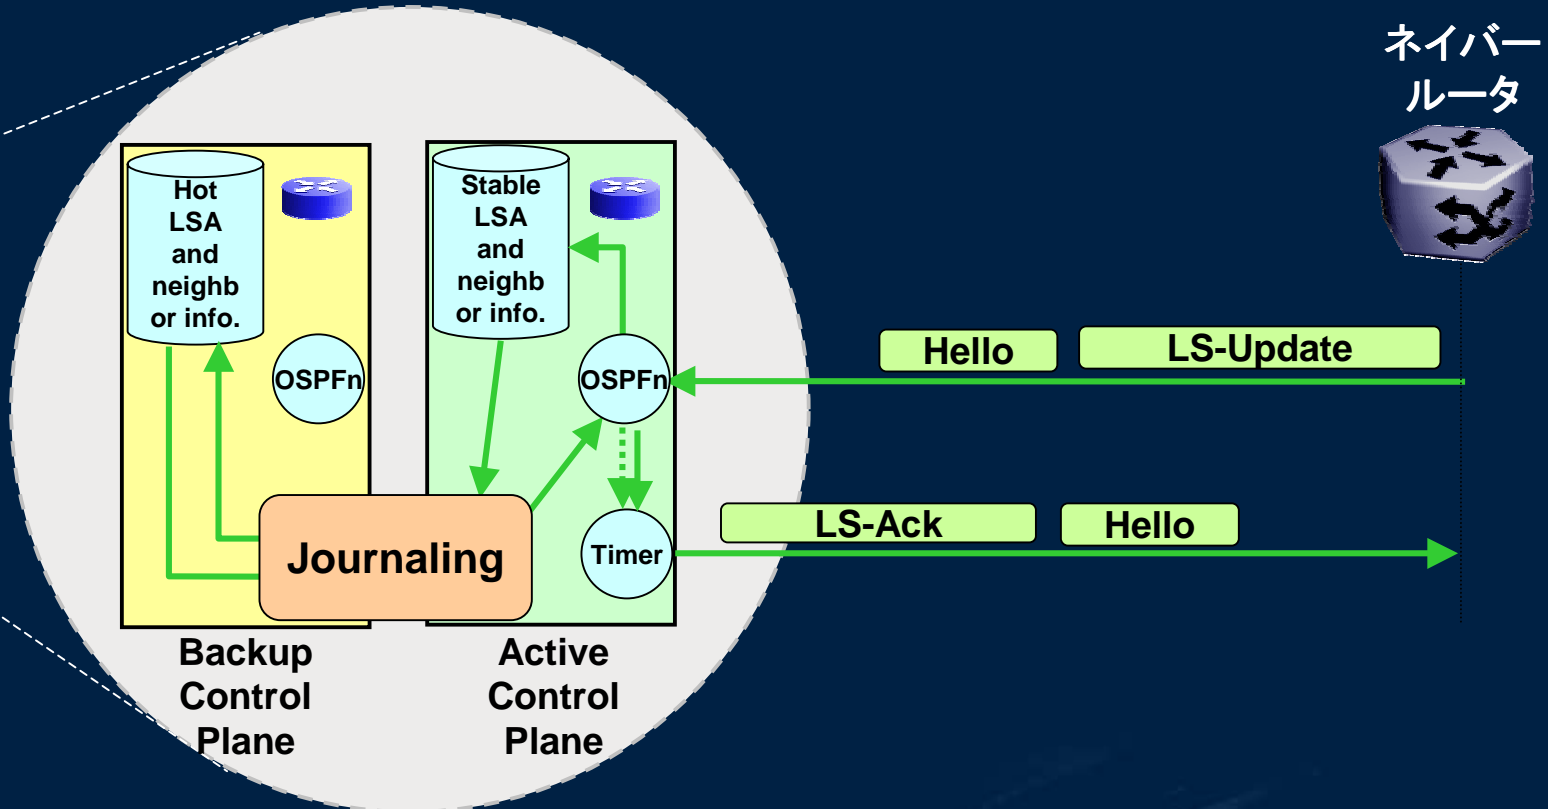 ネイバー
ルータ
Hot
LSA
and
neighb
or info.
OSPFn
Stable
LSA
and
neighb
or info.
OSPFn
Hello
LS-Update
Journaling
Timer
LS-Ack
Hello
Backup
Control
Plane
Active
Control
Plane